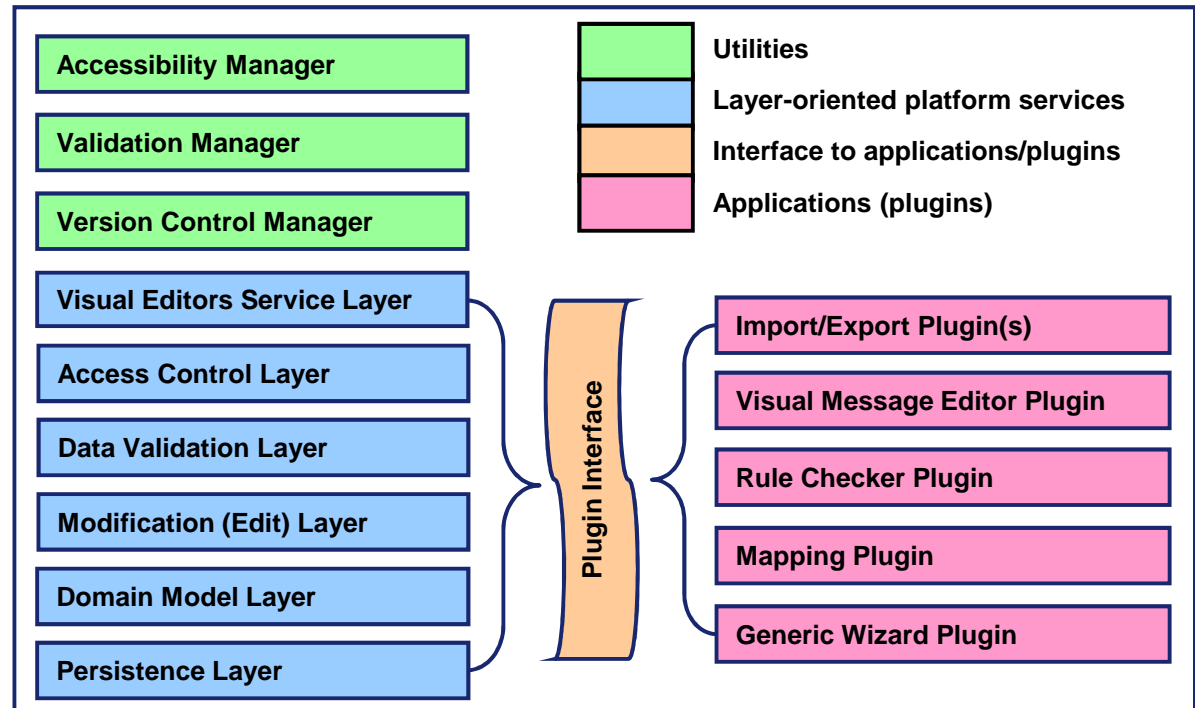 Accessibility Manager
Validation Manager
Version Control Manager
Visual Editors Service Layer
Access Control Layer
Data Validation Layer
Modification (Edit) Layer
Domain Model Layer
Persistence Layer
Utilities
Layer-oriented platform services
Interface to applications/plugins
Applications (plugins)
Plugin Interface
Import/Export Plugin(s)
Visual Message Editor Plugin
Rule Checker Plugin
Mapping Plugin
Generic Wizard Plugin